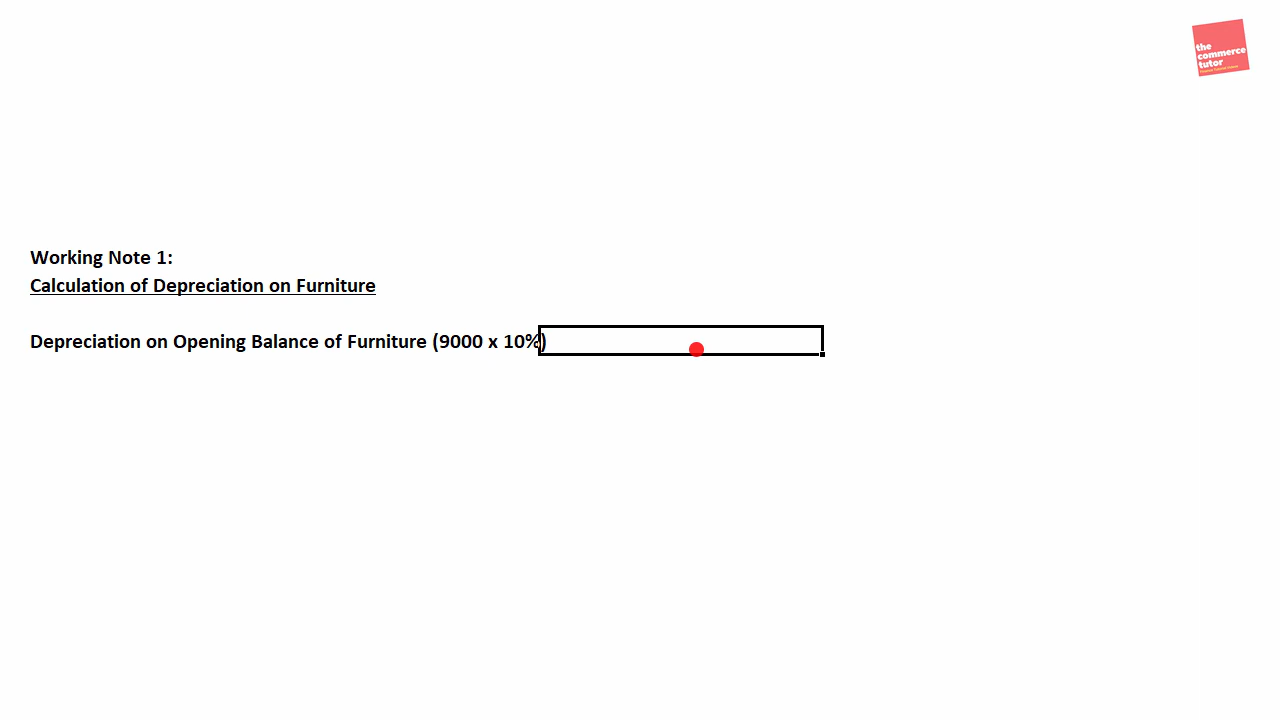 the
commerce
tutor
Working Note 1:
Calculation of Depreciation on Furniture
Depreciation on Opening Balance of Furniture (9000 x 10%)